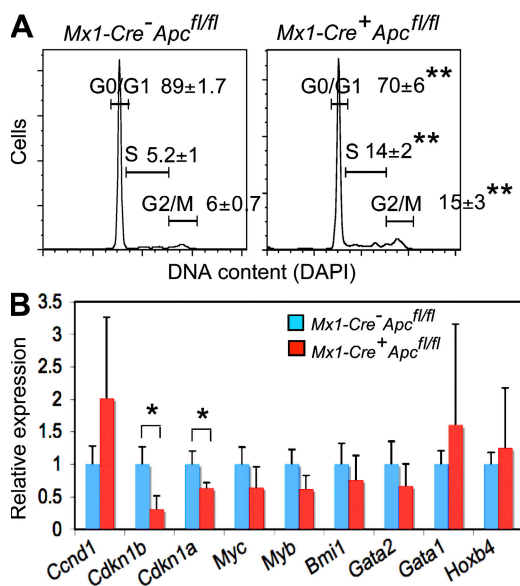 A
Mx1-Cre⁻Apc^fl/fl
Mx1-Cre⁺Apc^fl/fl
Cells
G0/G1 89±1.7
S 5.2±1
G2/M 6±0.7
G0/G1 70±6**
S 14±2**
G2/M 15±3**
DNA content (DAPI)
B
Relative expression
3.5
3
2.5
2
1.5
1
0.5
0
Mx1-Cre⁻Apc^fl/fl
Mx1-Cre⁺Apc^fl/fl
*
*
Ccnd1
Cdkn1b
Cdkn1a
Myc
Myb
Bmi1
Gata2
Gata1
Hoxb4